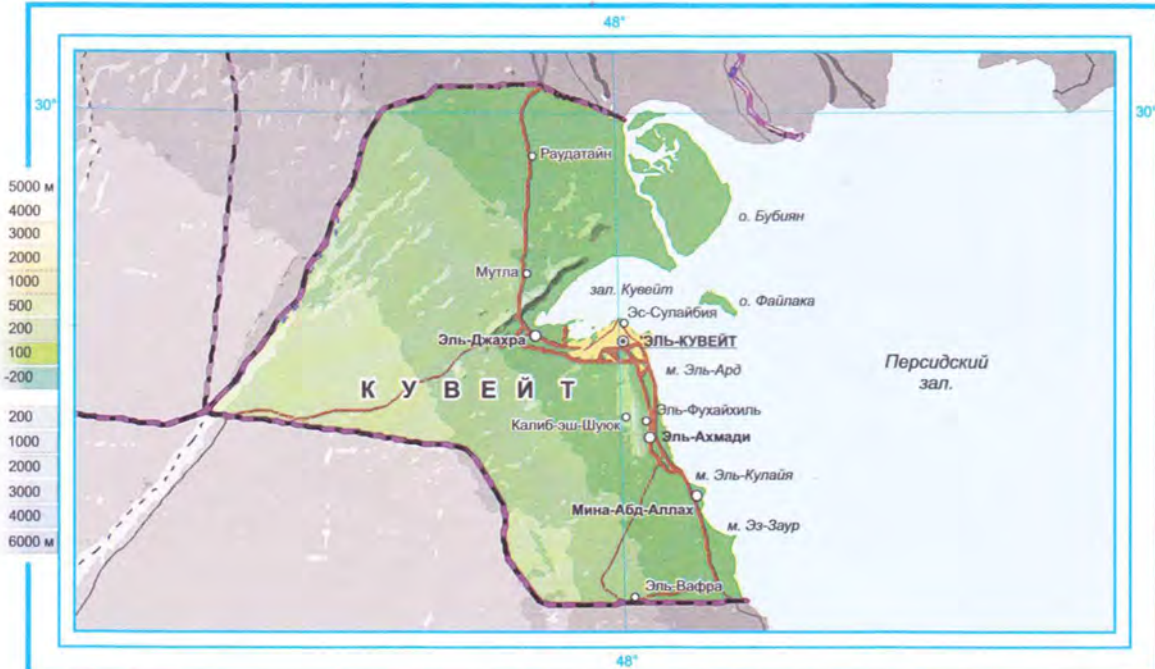 48°
30°
30°
5000 м
4000
3000
2000
1000
500
200
100
-200
200
1000
2000
3000
4000
6000 м
Раудатайн
о. Бубиян
Мутла
зал. Кувейт
о. Файлака
Эс-Сулайбия
Эль-Джахра
ЭЛЬ-КУВЕЙТ
Персидский
зал.
м. Эль-Ард
КУВЕЙТ
Эль-Фухайхиль
Калиб-эш-Шуюк
Эль-Ахмади
м. Эль-Кулайя
Мина-Абд-Аллах
м. Эз-Заур
Эль-Вафра
48°